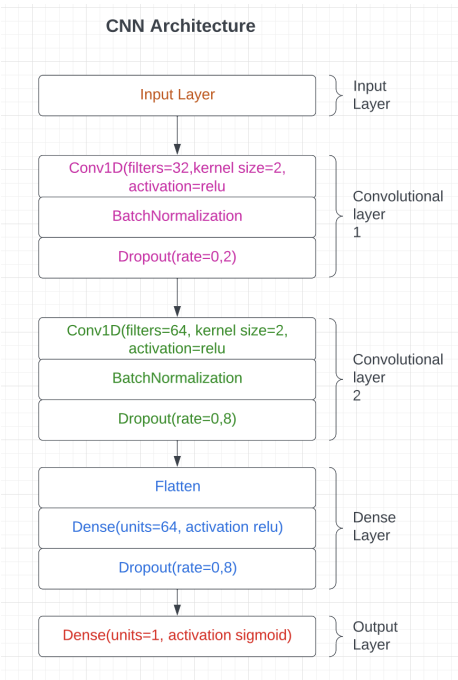 CNN Architecture
Input Layer
Input
Layer
Conv1D(filters=32,kernel size=2,
activation=relu
BatchNormalization
Dropout(rate=0,2)
Convolutional
layer
1
Conv1D(filters=64, kernel size=2,
activation=relu
BatchNormalization
Dropout(rate=0,8)
Convolutional
layer
2
Flatten
Dense(units=64, activation relu)
Dropout(rate=0,8)
Dense
Layer
Dense(units=1, activation sigmoid)
Output
Layer